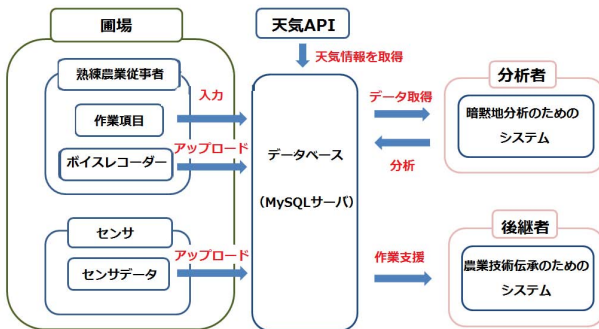 圃場
天気API
天気情報を取得
熟練農業従事者
入力
作業項目
アップロード
ボイスレコーダー
センサ
アップロード
センサデータ
データベース
(MySQLサーバ)
データ取得
分析
作業支援
分析者
暗黙地分析のための
システム
後継者
農業技術伝承のための
システム